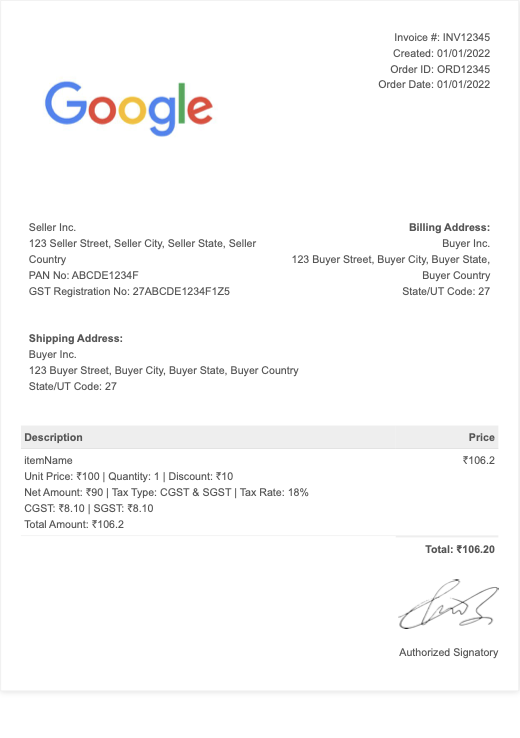 Invoice #: INV12345
Created: 01/01/2022
Order ID: ORD12345
Order Date: 01/01/2022
Google
Seller Inc.
123 Seller Street, Seller City, Seller State, Seller
Country
PAN No: ABCDE1234F
GST Registration No: 27ABCDE1234F1Z5
Billing Address:
Buyer Inc.
123 Buyer Street, Buyer City, Buyer State,
Buyer Country
State/UT Code: 27
Shipping Address:
Buyer Inc.
123 Buyer Street, Buyer City, Buyer State, Buyer Country
State/UT Code: 27
Description Price
itemName ₹106.2
Unit Price: ₹100 | Quantity: 1 | Discount: ₹10
Net Amount: ₹90 | Tax Type: CGST & SGST | Tax Rate: 18%
CGST: ₹8.10 | SGST: ₹8.10
Total Amount: ₹106.2
Total: ₹106.20
Authorized Signatory